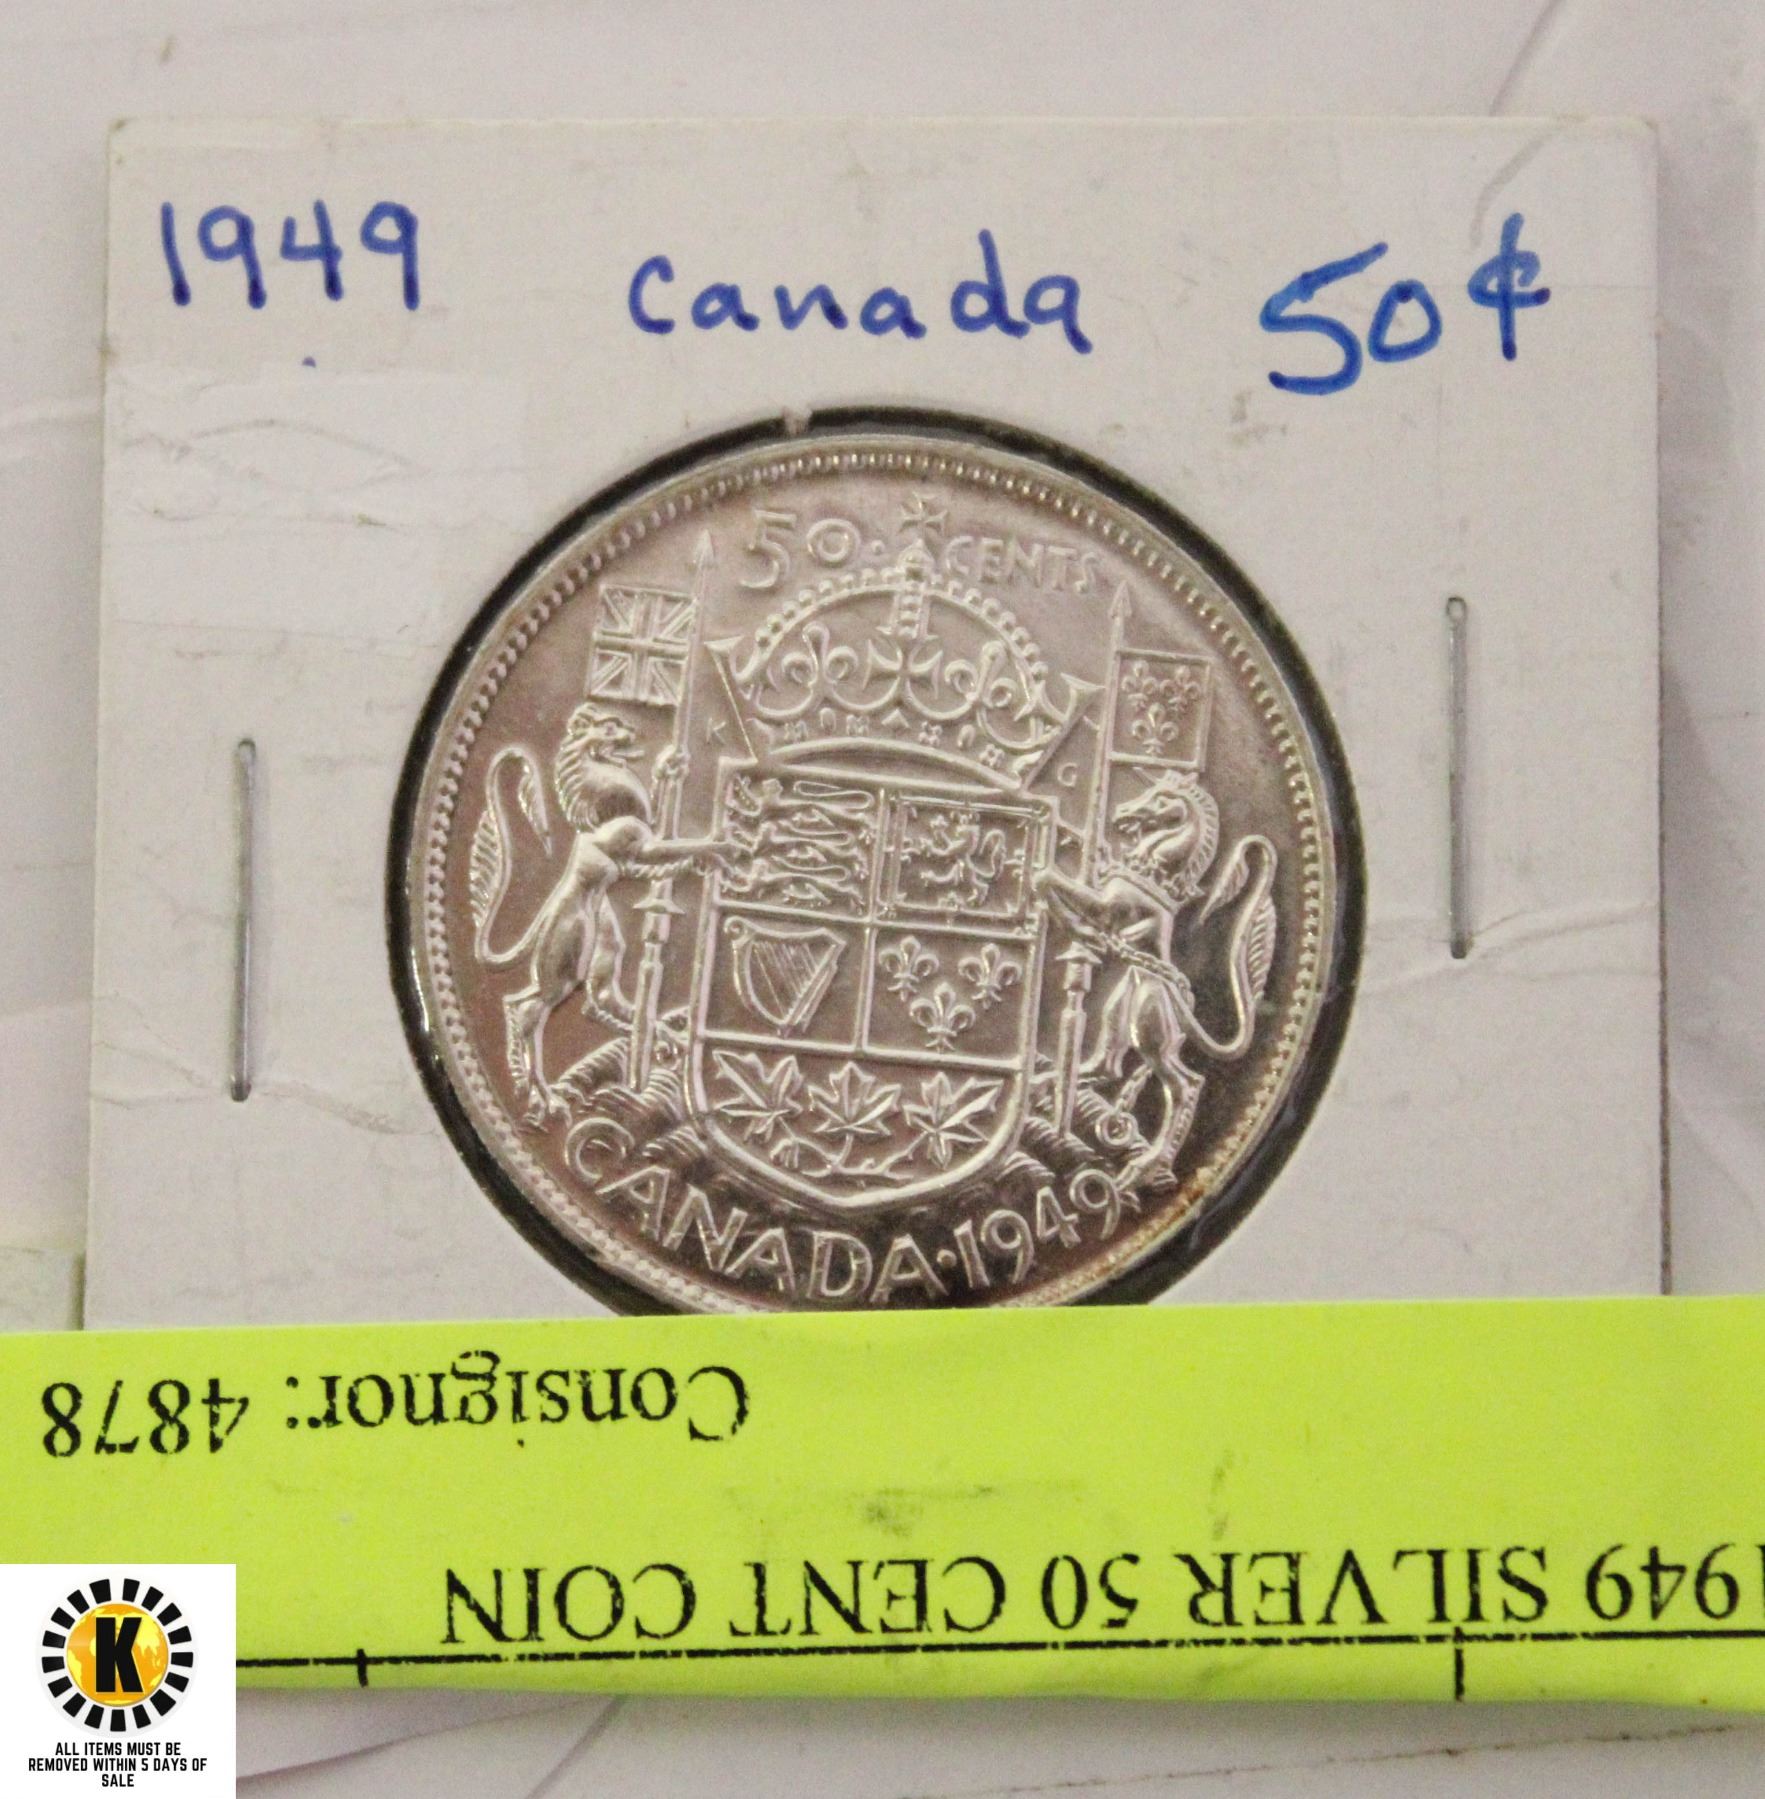 1949 Canada 50¢
50 · CENTS
K G
CANADA · 1949
Consignor: 4878
1949 SILVER 50 CENT COIN
K
ALL ITEMS MUST BE
REMOVED WITHIN 5 DAYS OF
SALE